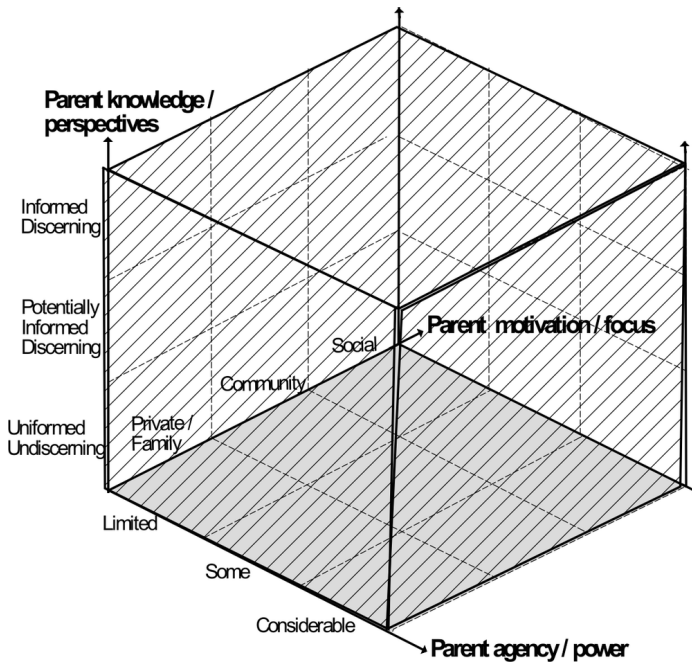 Parent knowledge /
perspectives
Informed
Discerning
Potentially
Informed
Discerning
Uniformed
Undiscerning
Social
Parent motivation / focus
Community
Private /
Family
Limited
Some
Considerable
Parent agency / power